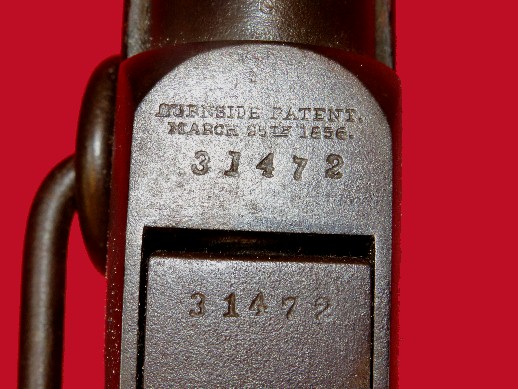 BURNSIDE PATENT.
MARCH 25TH 1856.
31472
31472